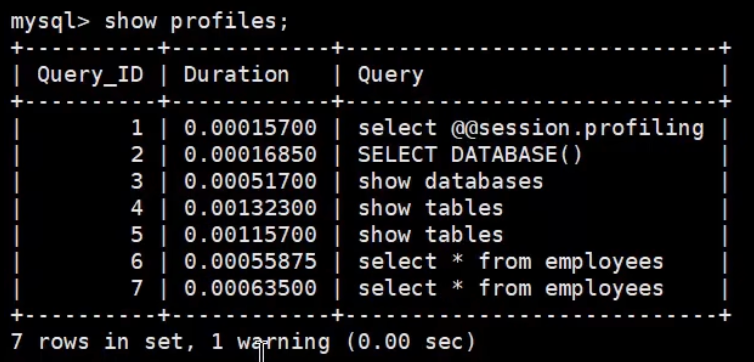 mysql> show profiles;
+----------+------------+-----------------------------+
| Query_ID | Duration   | Query                       |
+----------+------------+-----------------------------+
|        1 | 0.00015700 | select @@session.profiling |
|        2 | 0.00016850 | SELECT DATABASE()           |
|        3 | 0.00051700 | show databases              |
|        4 | 0.00132300 | show tables                 |
|        5 | 0.00115700 | show tables                 |
|        6 | 0.00055875 | select * from employees     |
|        7 | 0.00063500 | select * from employees     |
+----------+------------+-----------------------------+
7 rows in set, 1 warning (0.00 sec)